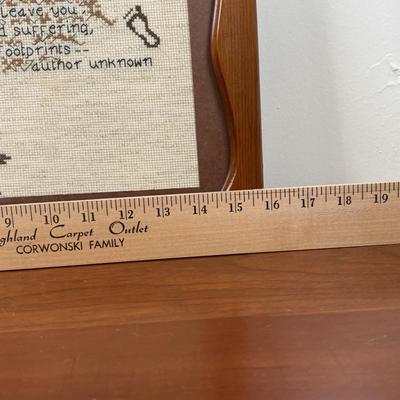 leave you,
suffering,
ootprints--
author unknown
9 10 11 12 13 14 15 16 17 18 19
ghland Carpet Outlet
CORWONSKI FAMILY